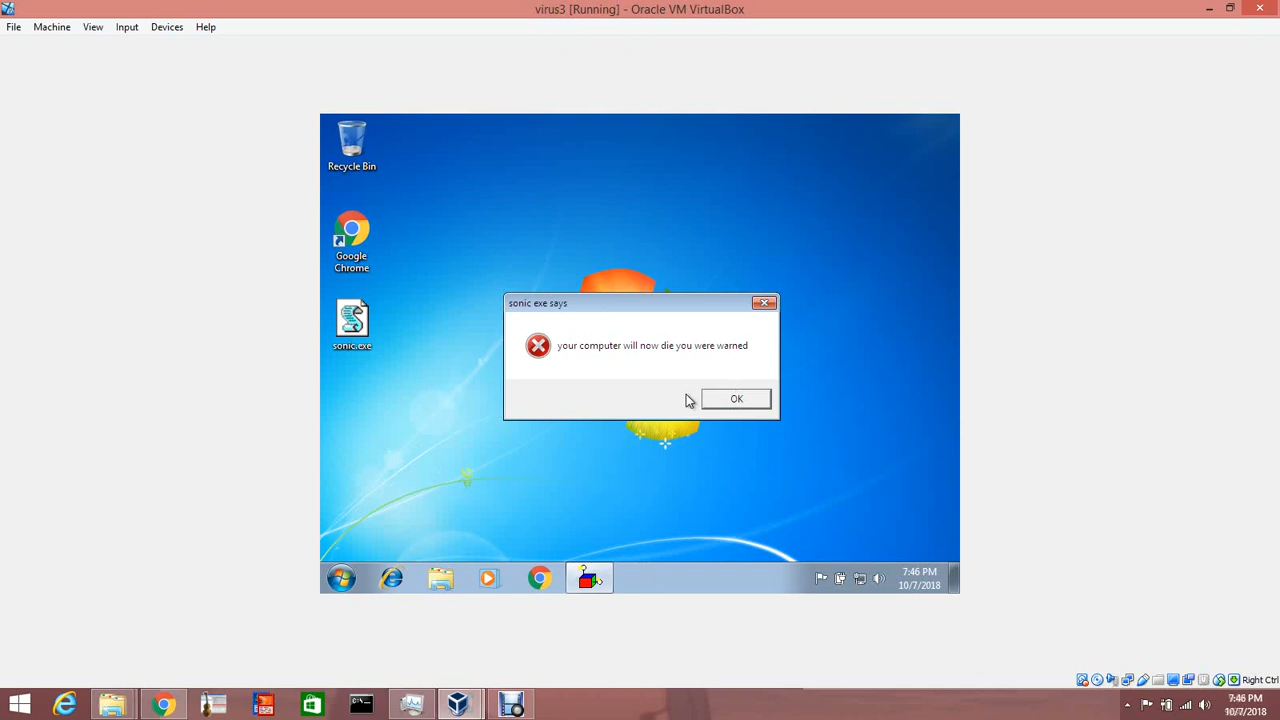 virus3 [Running] - Oracle VM VirtualBox
File Machine View Input Devices Help
Recycle Bin
Google
Chrome
sonic.exe
sonic exe says
your computer will now die you were warned
OK
7:46 PM
10/7/2018
Right Ctrl
7:46 PM
10/7/2018